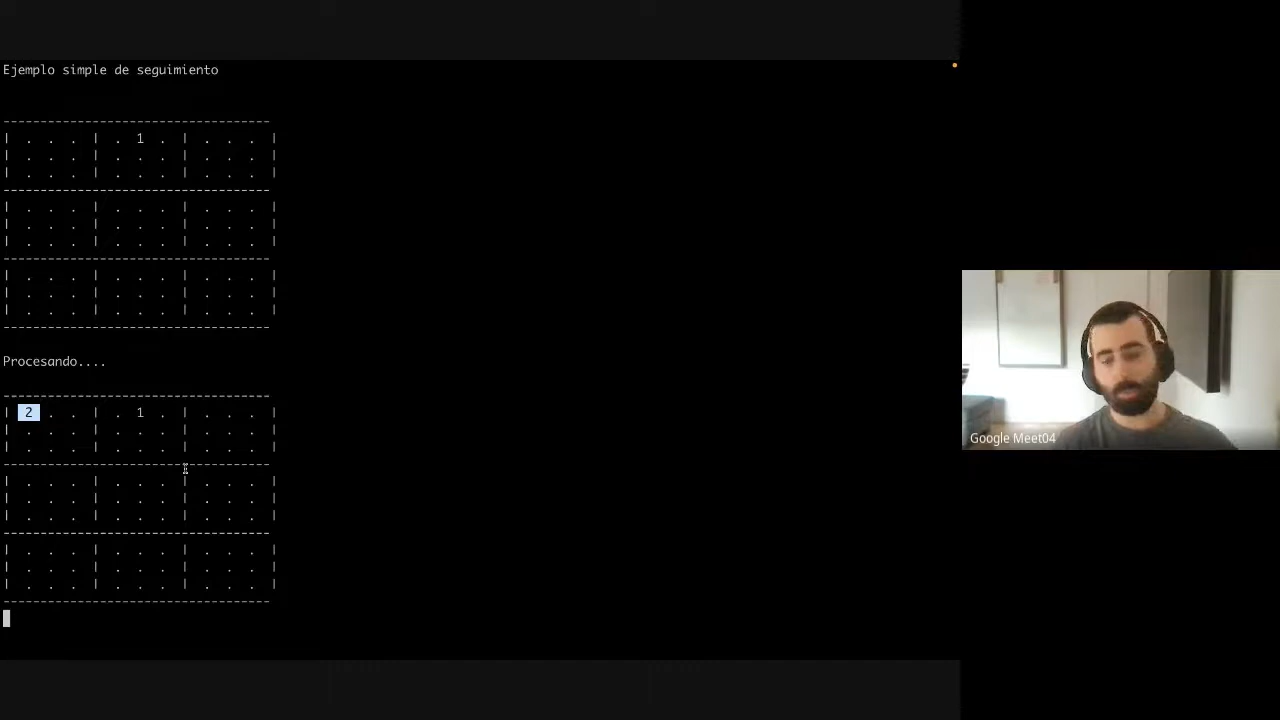 Ejemplo simple de seguimiento
---------------------------------------
| . . . | . 1 . | . . . |
| . . . | . . . | . . . |
| . . . | . . . | . . . |
---------------------------------------
| . . . | . . . | . . . |
| . . . | . . . | . . . |
| . . . | . . . | . . . |
---------------------------------------
| . . . | . . . | . . . |
| . . . | . . . | . . . |
| . . . | . . . | . . . |
---------------------------------------
Procesando....
---------------------------------------
| 2 . . | . 1 . | . . . |
| . . . | . . . | . . . |
| . . . | . . . | . . . |
---------------------------------------
| . . . | . . . | . . . |
| . . . | . . . | . . . |
| . . . | . . . | . . . |
---------------------------------------
| . . . | . . . | . . . |
| . . . | . . . | . . . |
| . . . | . . . | . . . |
---------------------------------------
Google Meet04